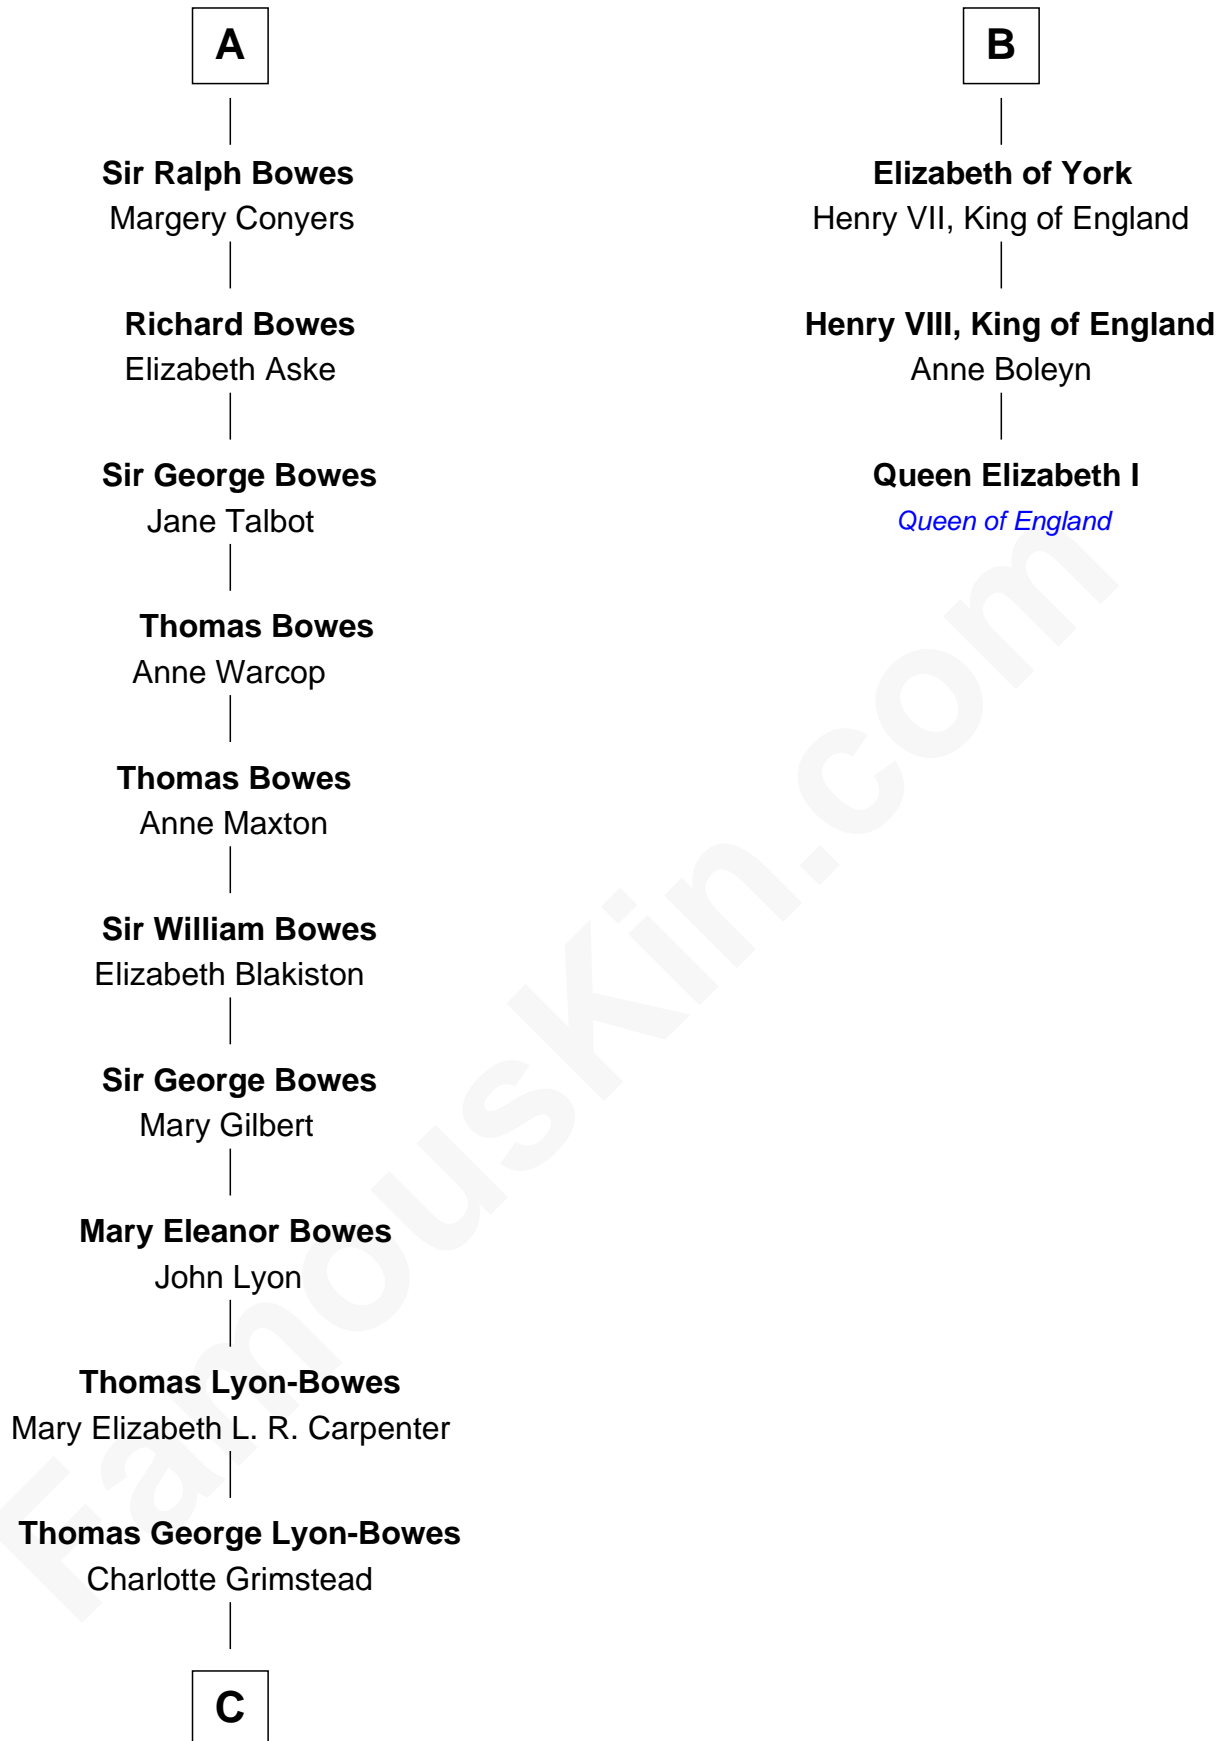 A
Sir Ralph Bowes
Margery Conyers
Richard Bowes
Elizabeth Aske
Sir George Bowes
Jane Talbot
Thomas Bowes
Anne Warcop
Thomas Bowes
Anne Maxton
Sir William Bowes
Elizabeth Blakiston
Sir George Bowes
Mary Gilbert
Mary Eleanor Bowes
John Lyon
Thomas Lyon-Bowes
Mary Elizabeth L. R. Carpenter
Thomas George Lyon-Bowes
Charlotte Grimstead
C
B
Elizabeth of York
Henry VII, King of England
Henry VIII, King of England
Anne Boleyn
Queen Elizabeth I
Queen of England
FamousKin.com